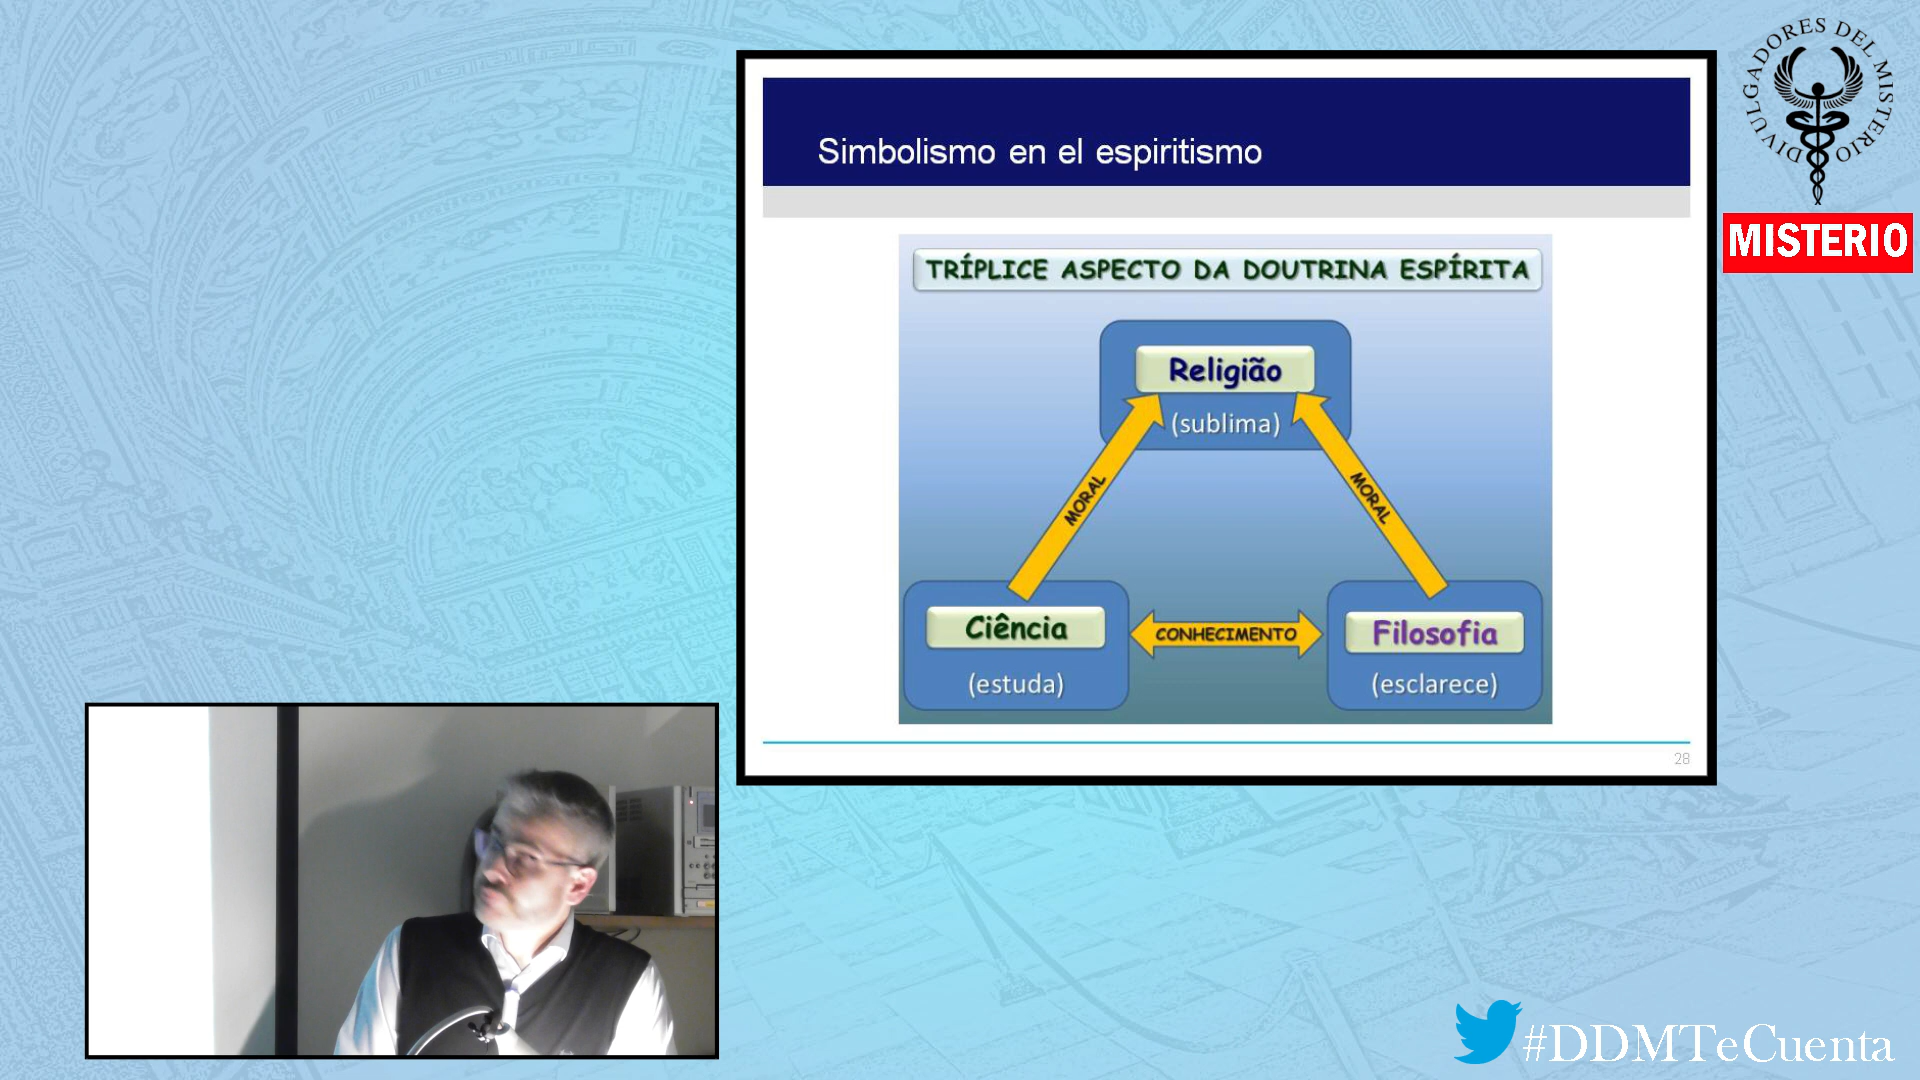 Simbolismo en el espiritismo
TRÍPLICE ASPECTO DA DOUTRINA ESPÍRITA
Religião
(sublima)
MORAL
MORAL
Ciência
(estuda)
CONHECIMENTO
Filosofia
(esclarece)
28
DIVULGADORES DEL MISTERIO
MISTERIO
#DDMTeCuenta